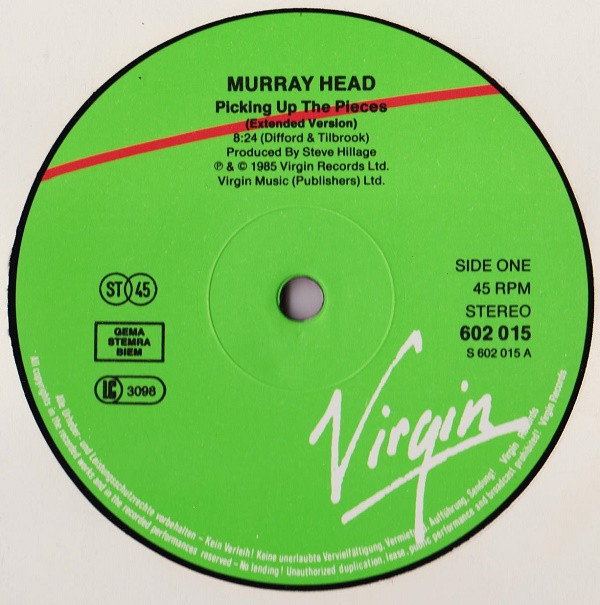 MURRAY HEAD
Picking Up The Pieces
(Extended Version)
8:24 (Difford & Tilbrook)
Produced By Steve Hillage
℗ & © 1985 Virgin Records Ltd.
Virgin Music (Publishers) Ltd.
ST 45
GEMA
STEMRA
BIEM
LC 3098
SIDE ONE
45 RPM
STEREO
602 015
S 602 015 A
Virgin
Alle Urheber- und Leistungsschutzrechte vorbehalten – Kein Verleih! Keine unerlaubte Vervielfältigung, Vermietung, Aufführung, Sendung! Virgin Records
All copyrights in the recorded works and in the recorded performances reserved – No lending! Unauthorized duplication, lease, public performance and broadcast prohibited! Virgin Records